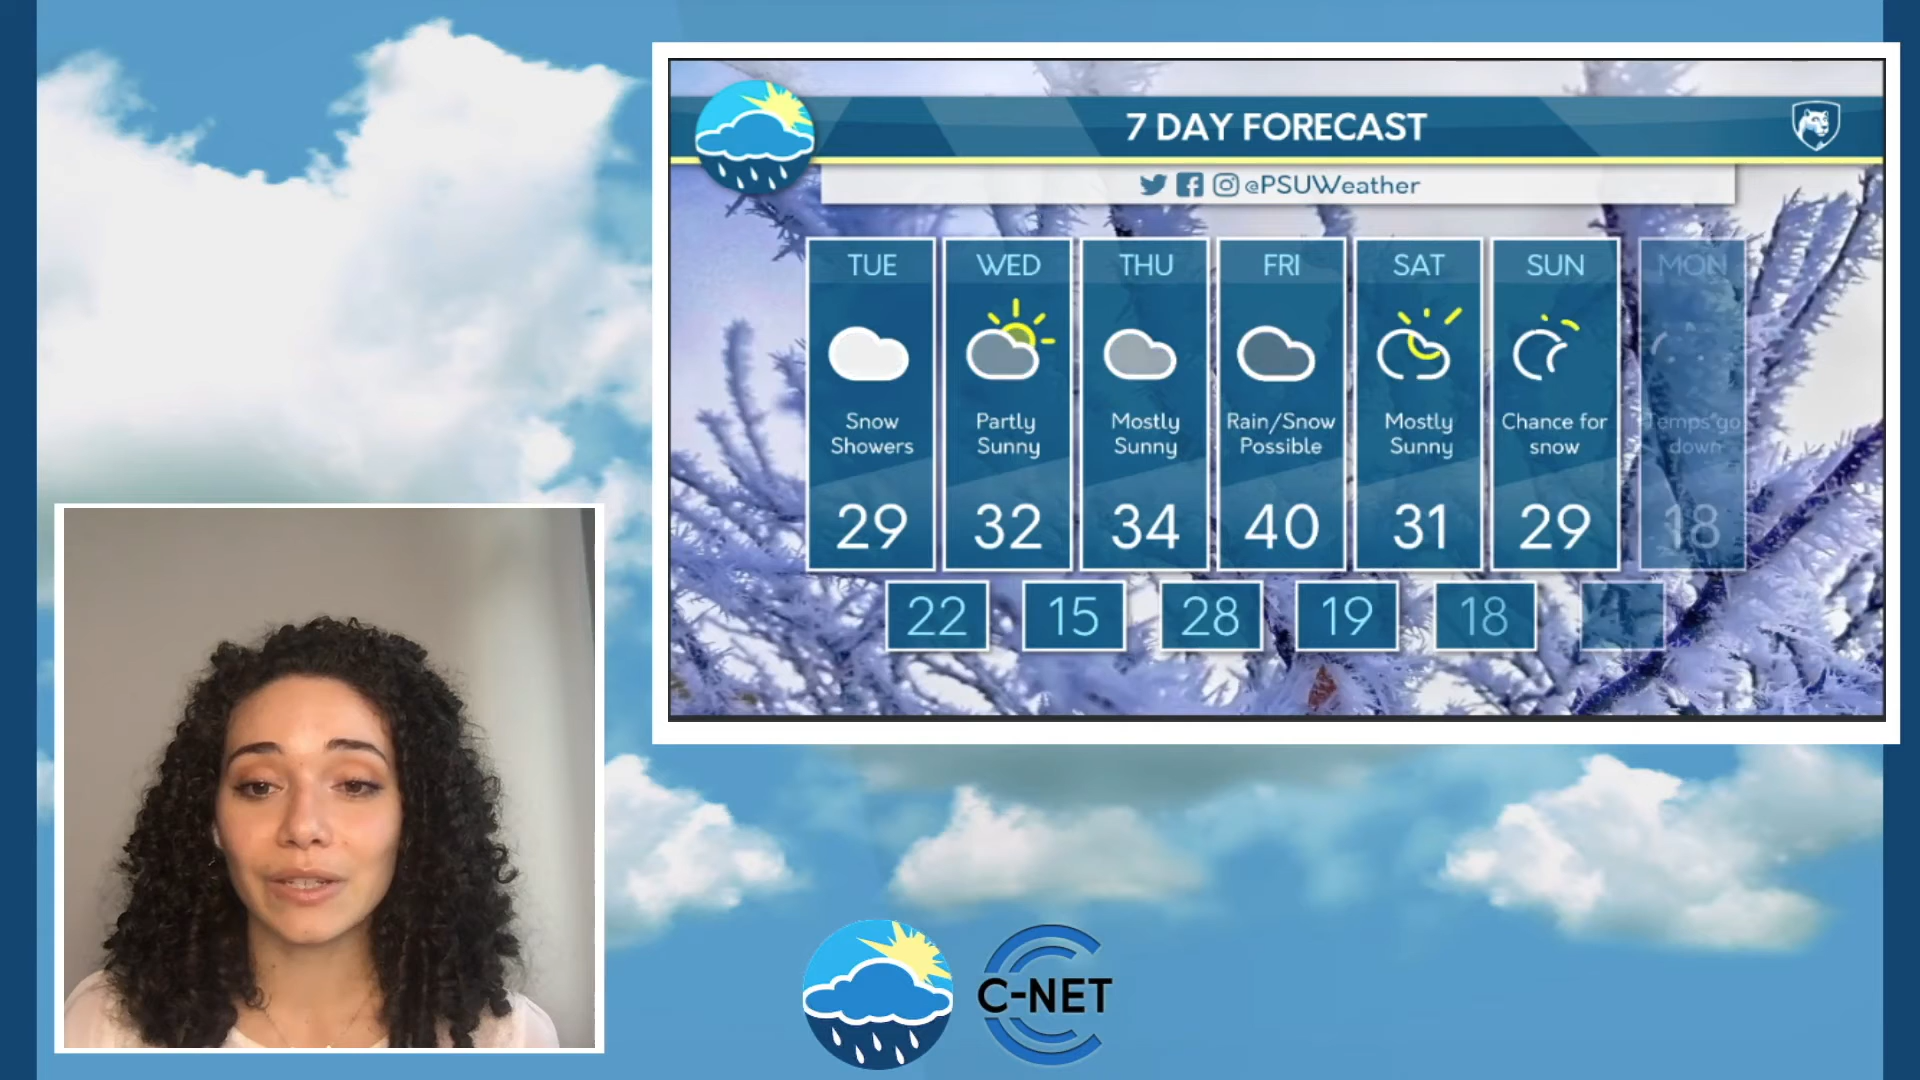 7 DAY FORECAST
@PSUWeather
TUE WED THU FRI SAT SUN MON
Snow Showers
Partly Sunny
Mostly Sunny
Rain/Snow Possible
Mostly Sunny
Chance for snow
Temps go down
29 32 34 40 31 29 18
22 15 28 19 18
C-NET